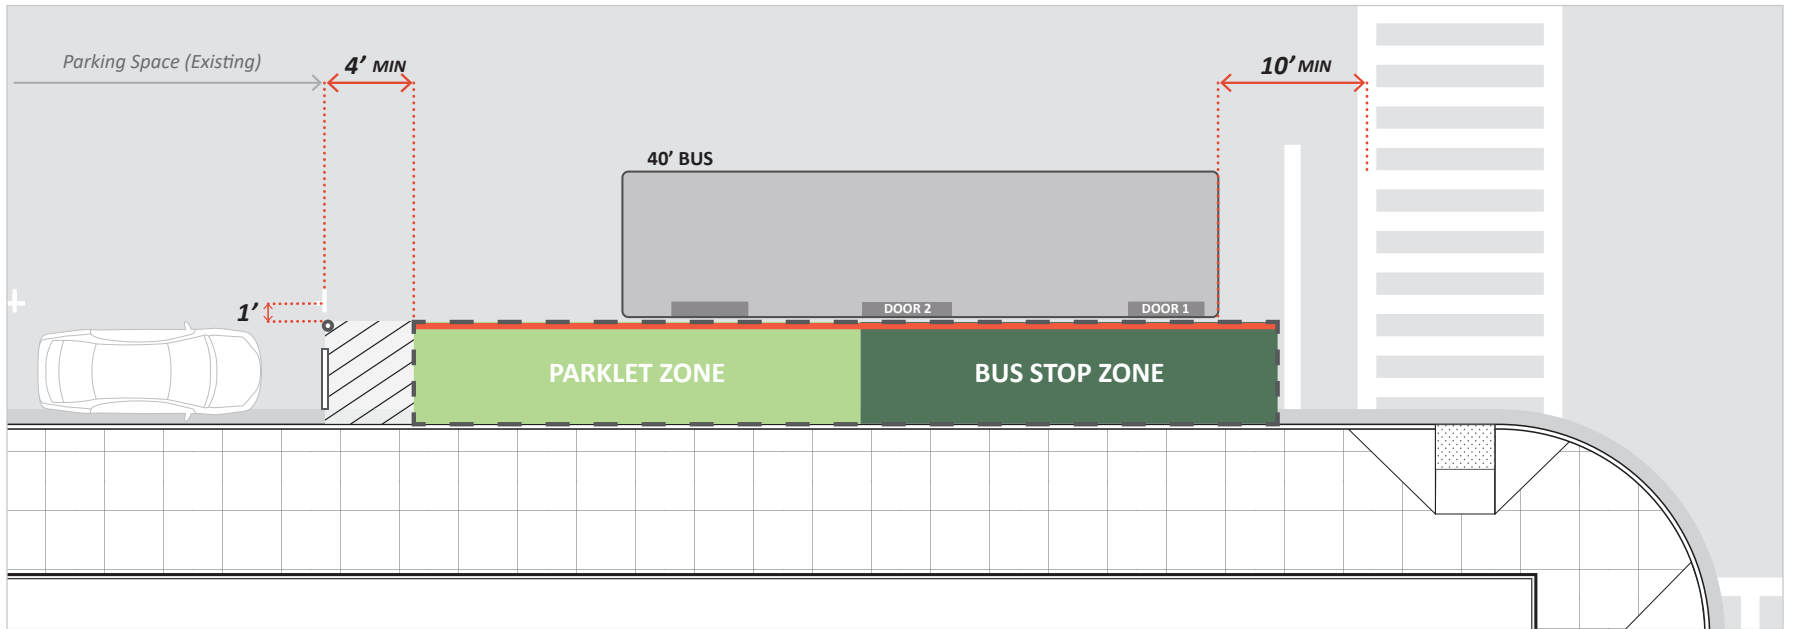 Parking Space (Existing)
4’ MIN
10’ MIN
40’ BUS
1’
DOOR 2
DOOR 1
PARKLET ZONE
BUS STOP ZONE